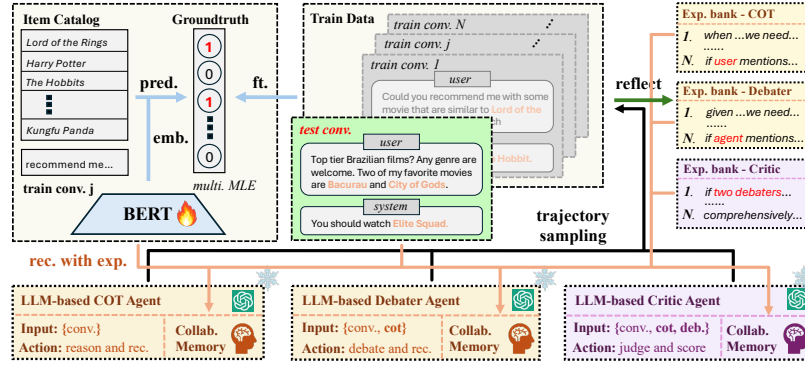 Item Catalog
Lord of the Rings
Harry Potter
The Hobbits
Kungfu Panda
recommend me...
train conv. j
Groundtruth
1
0
1
0
pred.
emb.
ft.
multi. MLE
BERT
Train Data
train conv. N
train conv. j
train conv. 1
user
Could you recommend me with some
movie that are similar to Lord of the
ch
Hobbit.
test conv.
user
Top tier Brazilian films? Any genre are
welcome. Two of my favorite movies
are Bacurau and City of Gods.
system
You should watch Elite Squad.
reflect
trajectory
sampling
Exp. bank - COT
1. when ...we need...
......
N. if user mentions...
Exp. bank - Debater
1. given ...we need...
......
N. if agent mentions...
Exp. bank - Critic
1. if two debaters...
......
N. comprehensively...
rec. with exp.
LLM-based COT Agent
Input: {conv.}
Action: reason and rec.
Collab.
Memory
LLM-based Debater Agent
Input: {conv., cot}
Action: debate and rec.
Collab.
Memory
LLM-based Critic Agent
Input: {conv., cot, deb.}
Action: judge and score
Collab.
Memory